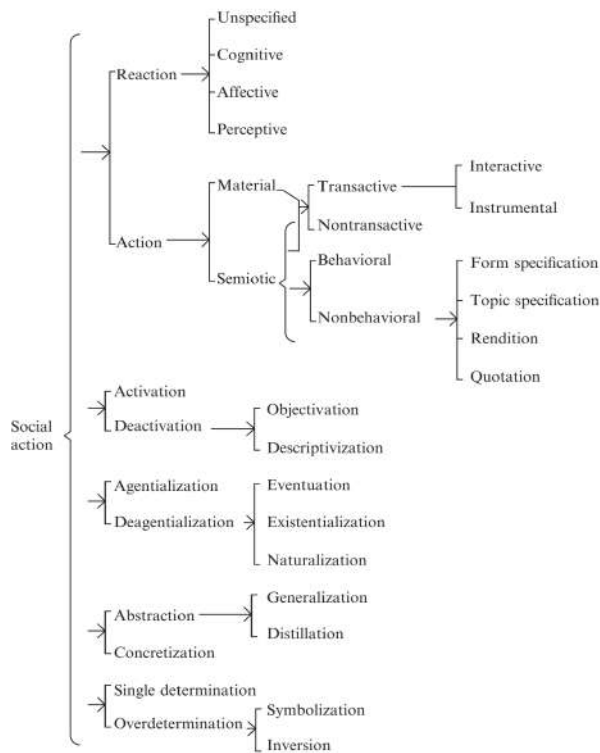 Unspecified
Cognitive
Reaction
Affective
Perceptive
Material
Transactive
Interactive
Instrumental
Nontransactive
Action
Behavioral
Semiotic
Form specification
Topic specification
Nonbehavioral
Rendition
Quotation
Activation
Objectivation
Social
action
Deactivation
Descriptivization
Agentialization
Eventuation
Deagentialization
Existentialization
Naturalization
Generalization
Abstraction
Distillation
Concretization
Single determination
Symbolization
Overdetermination
Inversion